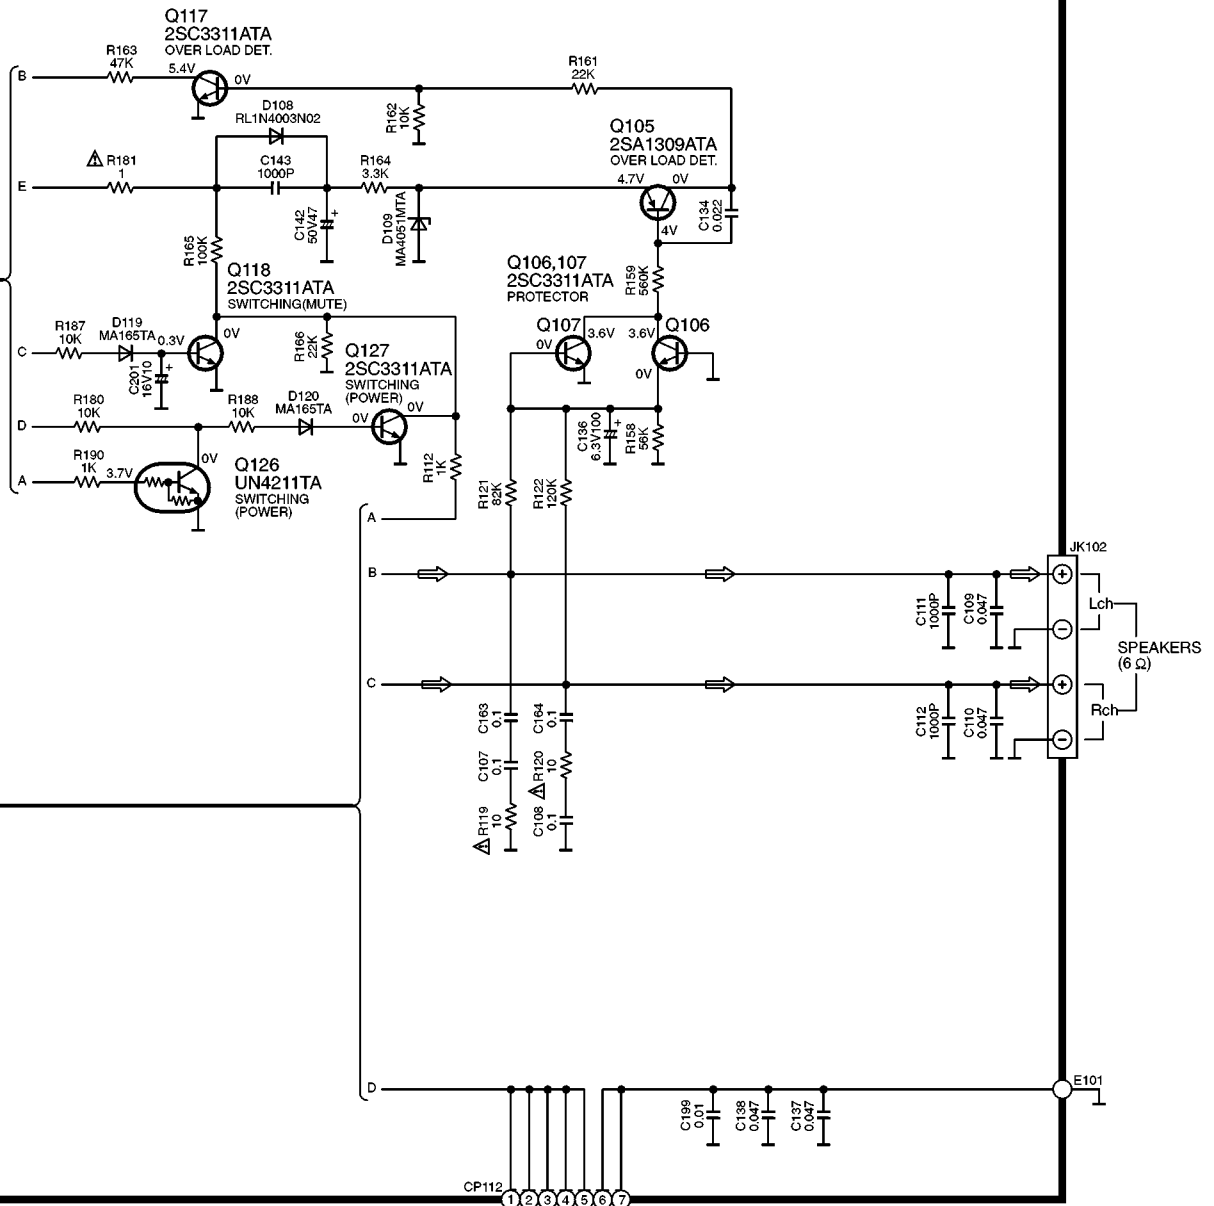 Q117
2SC3311ATA
OVER LOAD DET.
R163
47K
5.4V
0V
B
R161
22K
D108
RL1N4003N02
R162
10K
Q105
2SA1309ATA
OVER LOAD DET.
R181
1
C143
1000P
R164
3.3K
4.7V
0V
E
C142
50V47
+
D109
MA4051MTA
C134
0.022
4V
R165
100K
Q118
2SC3311ATA
SWITCHING(MUTE)
Q106,107
2SC3311ATA
PROTECTOR
R159
560K
R187
10K
D119
MA165TA
0.3V
0V
C
C201
16V10
+
R166
22K
Q127
2SC3311ATA
SWITCHING
(POWER)
Q107
Q106
3.6V
3.6V
0V
0V
R180
10K
R188
10K
D120
MA165TA
0V
0V
D
C136
6.3V100
+
R158
56K
R190
1K
3.7V
0V
A
Q126
UN4211TA
SWITCHING
(POWER)
R112
1K
R121
82K
R122
120K
A
B
JK102
C111
1000P
C109
0.047
+
−
Lch
SPEAKERS
(6 Ω)
C
C163
0.1
C164
0.1
C112
1000P
C110
0.047
+
−
Rch
C107
0.1
R120
10
R119
10
C108
0.1
D
E101
C199
0.01
C138
0.047
C137
0.047
CP112
1 2 3 4 5 6 7